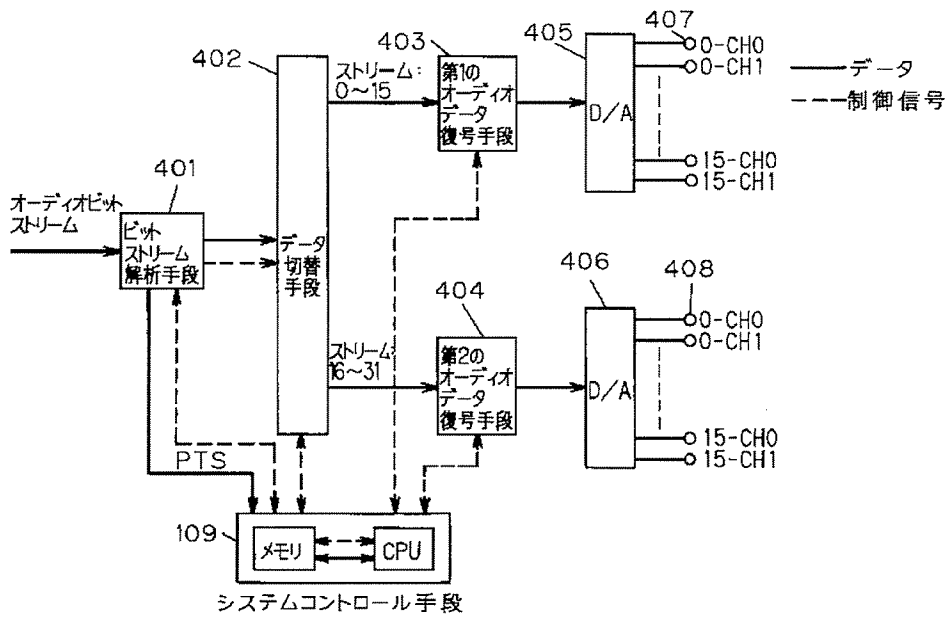 402
403
405
407
ストリーム:
0～15
第1の
オーディオ
データ
復号手段
D/A
0-CH0
0-CH1
15-CH0
15-CH1
データ
制御信号
401
オーディオビット
ストリーム
ビット
ストリーム
解析手段
データ
切替
手段
404
406
408
ストリーム:
16～31
第2の
オーディオ
データ
復号手段
D/A
0-CH0
0-CH1
15-CH0
15-CH1
PTS
109
メモリ
CPU
システムコントロール手段